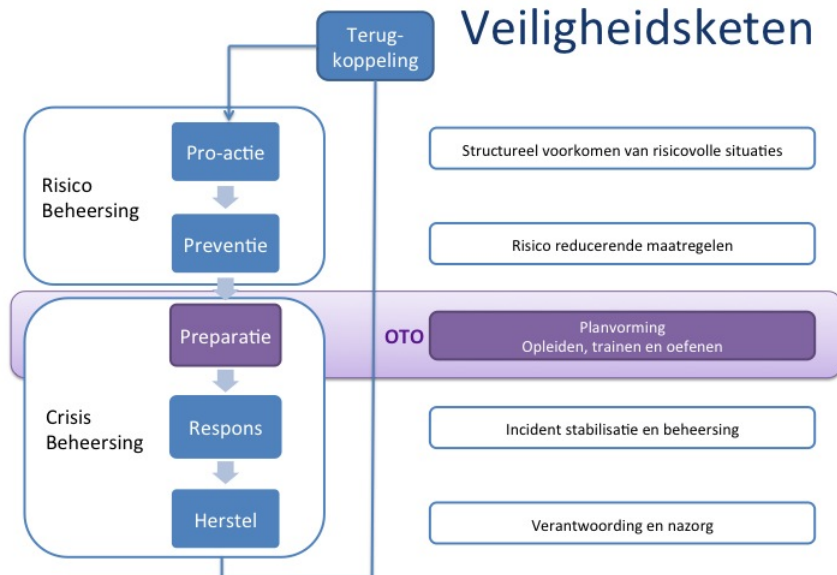 Veiligheidsketen
Terug-
koppeling
Risico
Beheersing
Pro-actie
Structureel voorkomen van risicovolle situaties
Preventie
Risico reducerende maatregelen
Preparatie
OTO
Planvorming
Opleiden, trainen en oefenen
Crisis
Beheersing
Respons
Incident stabilisatie en beheersing
Herstel
Verantwoording en nazorg